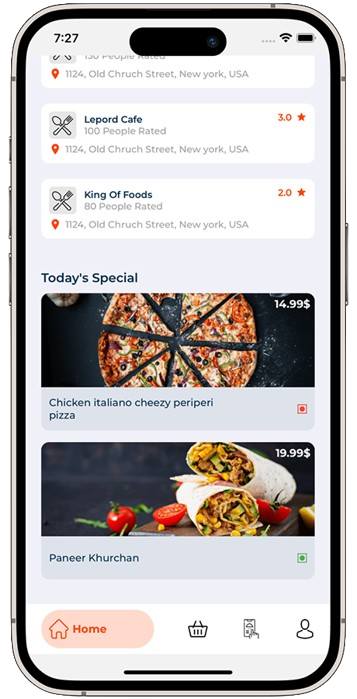 7:27
130 People Rated
1124, Old Chruch Street, New york, USA
Lepord Cafe
3.0
100 People Rated
1124, Old Chruch Street, New york, USA
King Of Foods
2.0
80 People Rated
1124, Old Chruch Street, New york, USA
Today's Special
14.99$
Chicken italiano cheezy periperi
pizza
19.99$
Paneer Khurchan
Home